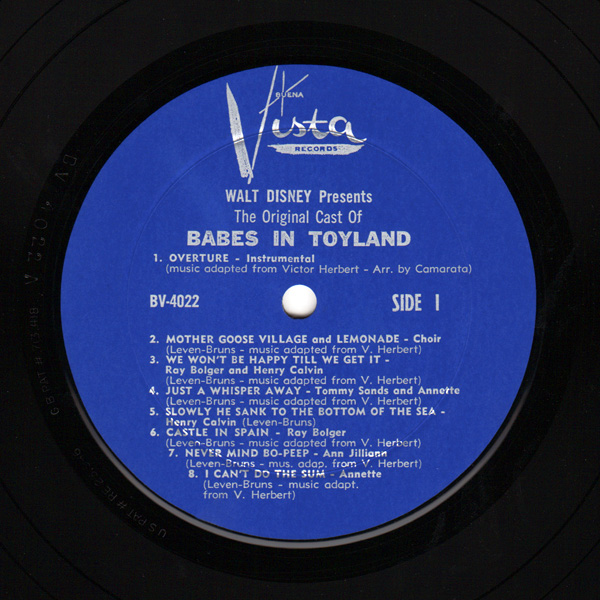 BUENA
Vista
RECORDS
WALT DISNEY Presents
The Original Cast Of
BABES IN TOYLAND
1. OVERTURE - Instrumental
(music adapted from Victor Herbert - Arr. by Camarata)
BV-4022 SIDE 1
2. MOTHER GOOSE VILLAGE and LEMONADE - Choir
(Leven-Bruns - music adapted from V. Herbert)
3. WE WON'T BE HAPPY TILL WE GET IT -
Ray Bolger and Henry Calvin
(Leven-Bruns - music adapted from V. Herbert)
4. JUST A WHISPER AWAY - Tommy Sands and Annette
(Leven-Bruns - music adapted from V. Herbert)
5. SLOWLY HE SANK TO THE BOTTOM OF THE SEA -
Henry Calvin (Leven-Bruns)
6. CASTLE IN SPAIN - Ray Bolger
(Leven-Bruns - music adapted from V. Herbert)
7. NEVER MIND BO-PEEP - Ann Jilliann
(Leven-Bruns - mus. adap. from V. Herbert)
8. I CAN'T DO THE SUM - Annette
(Leven-Bruns - music adapt.
from V. Herbert)
BV 4022 A
U.S. PAT.